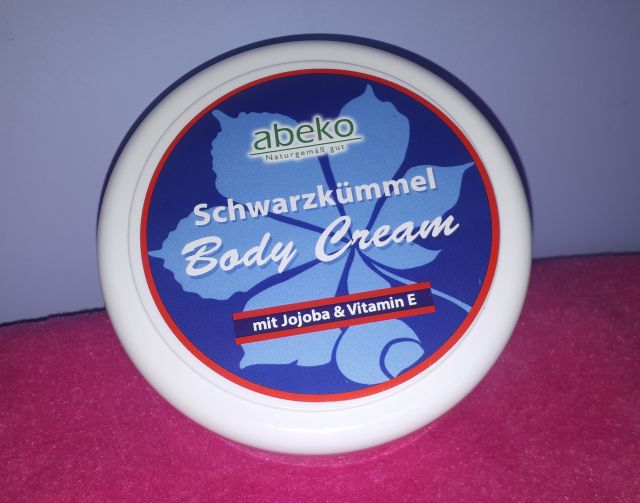 abeko
Naturgemäß gut
Schwarzkümmel
Body Cream
mit Jojoba & Vitamin E